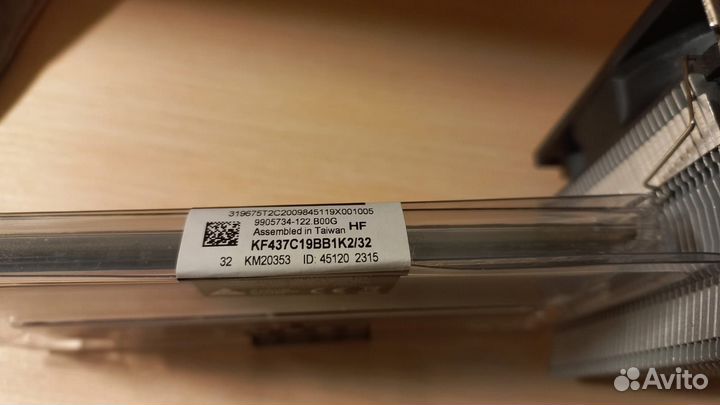 319675T2C2009845119X001005
9905734-122.B00G
Assembled in Taiwan HF
KF437C19BB1K2/32
32 KM20353 ID: 45120 2315
Avito